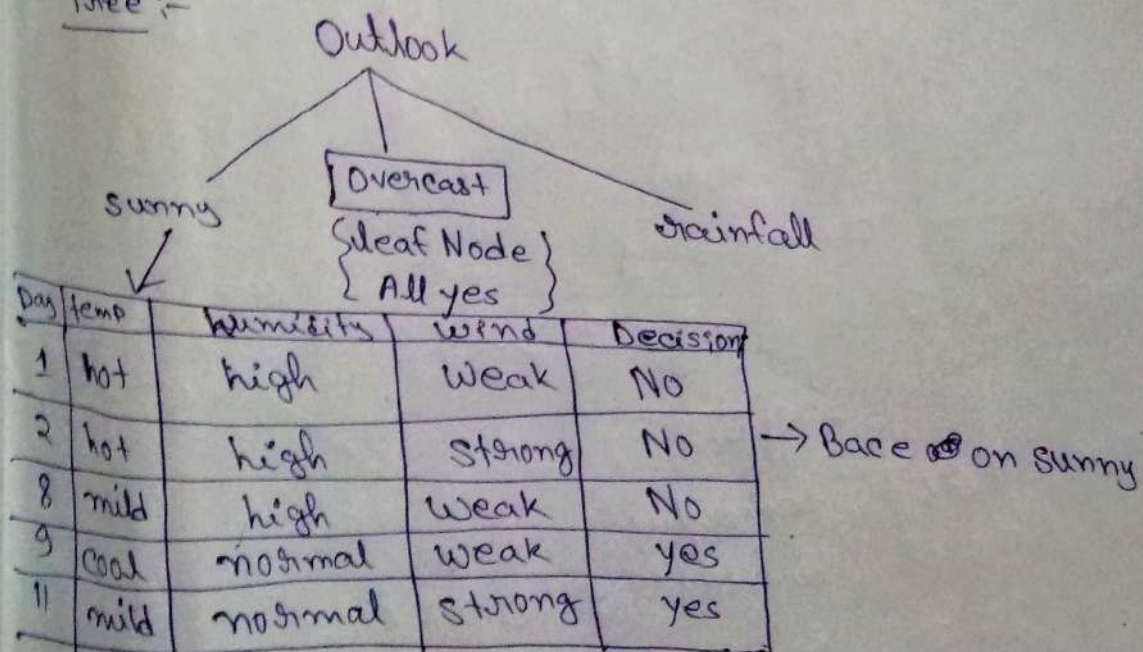 Tree :-
Outlook
sunny
Overcast
rainfall
{Leaf Node}
{All yes}
Day temp humidity wind Decision
1 hot high weak No
2 hot high strong No
→ Bace on sunny
8 mild high weak No
9 coal normal weak yes
11 mild normal strong yes